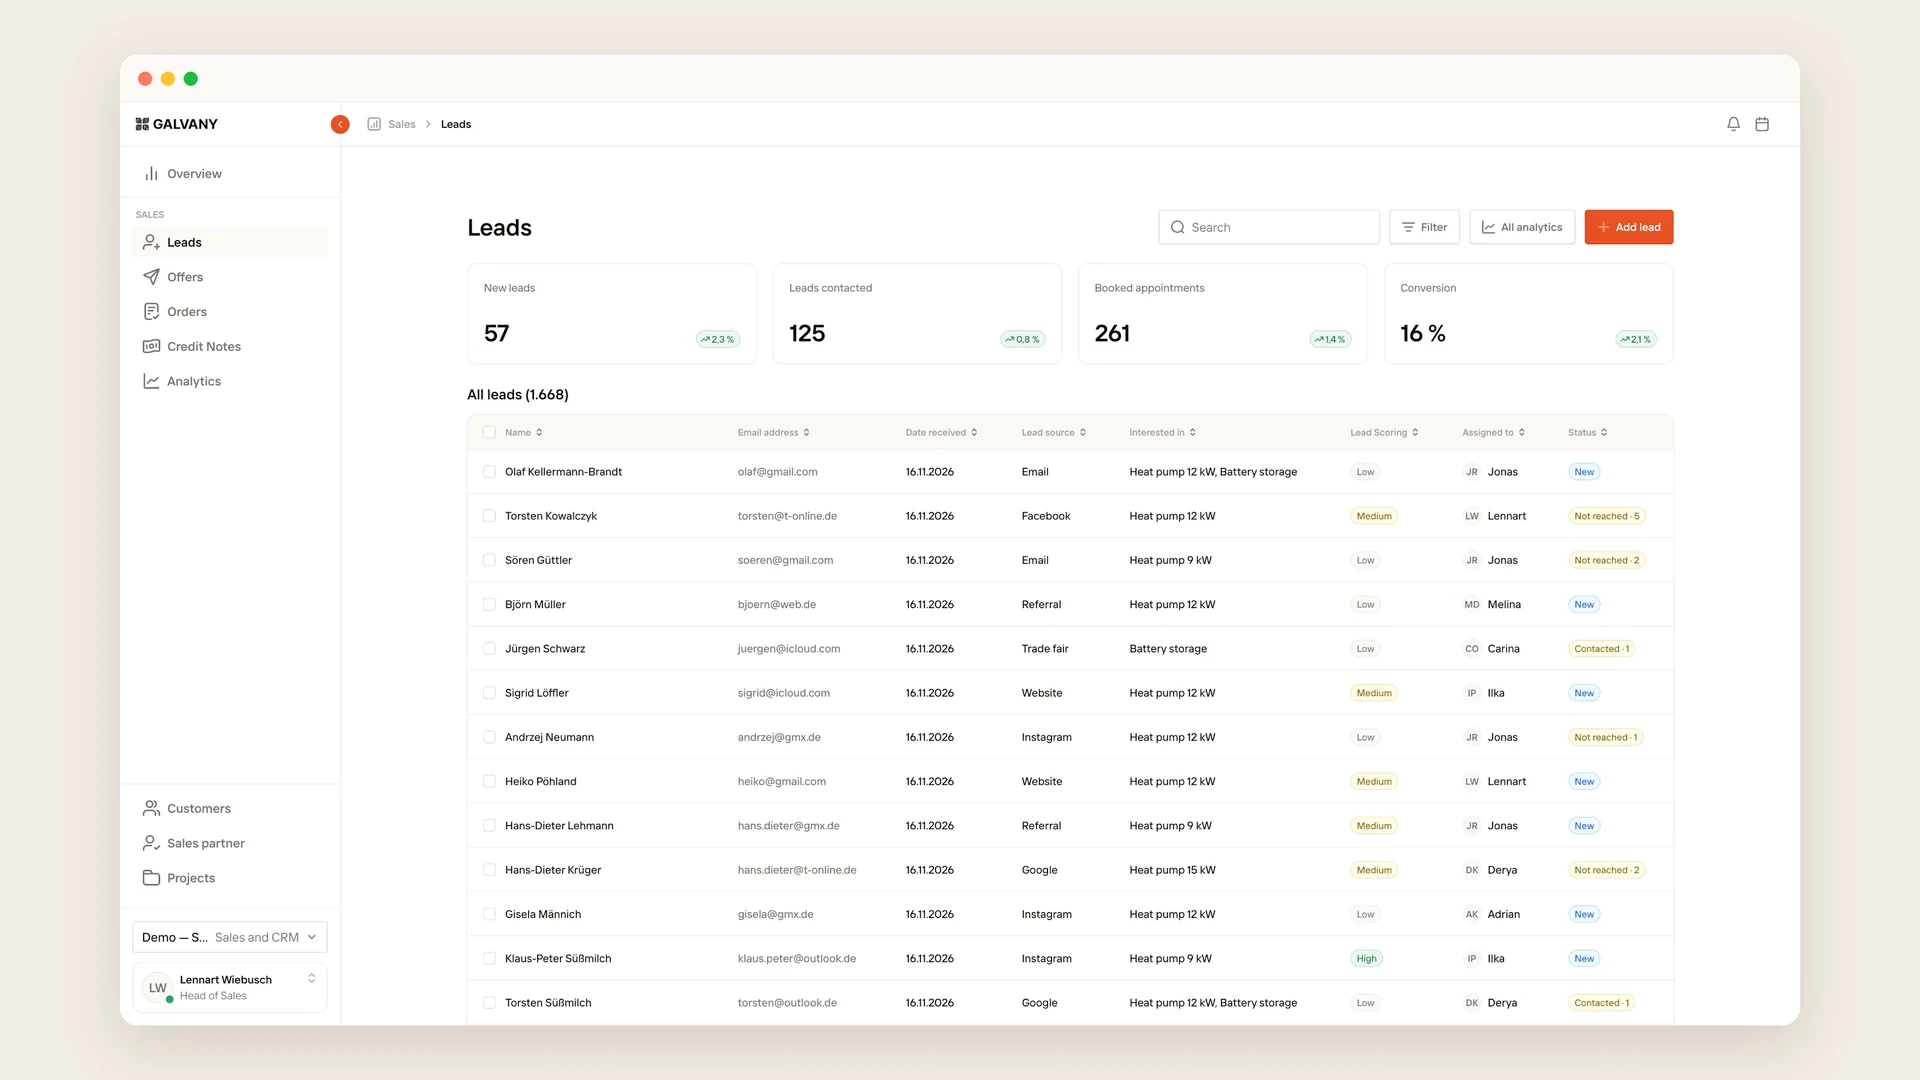 GALVANY
Sales > Leads
Overview
SALES
Leads
Offers
Orders
Credit Notes
Analytics
Customers
Sales partner
Projects
Demo — S... Sales and CRM
LW
Lennart Wiebusch
Head of Sales
Leads
Search
Filter
All analytics
Add lead
New leads
57
2,3 %
Leads contacted
125
0,8 %
Booked appointments
261
1,4 %
Conversion
16 %
2,1 %
All leads (1.668)
Name Email address Date received Lead source Interested in Lead Scoring Assigned to Status
Olaf Kellermann-Brandt olaf@gmail.com 16.11.2026 Email Heat pump 12 kW, Battery storage Low JR Jonas New
Torsten Kowalczyk torsten@t-online.de 16.11.2026 Facebook Heat pump 12 kW Medium LW Lennart Not reached · 5
Sören Güttler soeren@gmail.com 16.11.2026 Email Heat pump 9 kW Low JR Jonas Not reached · 2
Björn Müller bjoern@web.de 16.11.2026 Referral Heat pump 12 kW Low MD Melina New
Jürgen Schwarz juergen@icloud.com 16.11.2026 Trade fair Battery storage Low CO Carina Contacted · 1
Sigrid Löffler sigrid@icloud.com 16.11.2026 Website Heat pump 12 kW Medium IP Ilka New
Andrzej Neumann andrzej@gmx.de 16.11.2026 Instagram Heat pump 12 kW Low JR Jonas Not reached · 1
Heiko Pöhland heiko@gmail.com 16.11.2026 Website Heat pump 12 kW Medium LW Lennart New
Hans-Dieter Lehmann hans.dieter@gmx.de 16.11.2026 Referral Heat pump 9 kW Medium JR Jonas New
Hans-Dieter Krüger hans.dieter@t-online.de 16.11.2026 Google Heat pump 15 kW Medium DK Derya Not reached · 2
Gisela Männich gisela@gmx.de 16.11.2026 Instagram Heat pump 12 kW Low AK Adrian New
Klaus-Peter Süßmilch klaus.peter@outlook.de 16.11.2026 Instagram Heat pump 9 kW High IP Ilka New
Torsten Süßmilch torsten@outlook.de 16.11.2026 Google Heat pump 12 kW, Battery storage Low DK Derya Contacted · 1